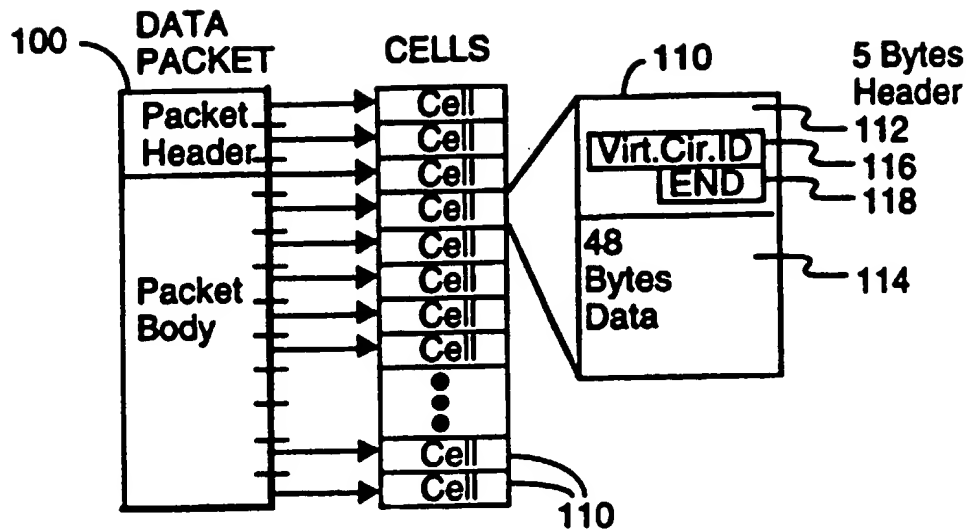 100
DATA
PACKET
Packet
Header
Packet
Body
CELLS
Cell
Cell
Cell
Cell
Cell
Cell
Cell
Cell
Cell
Cell
110
110
5 Bytes
Header
112
Virt.Cir.ID
116
END
118
48
Bytes
Data
114